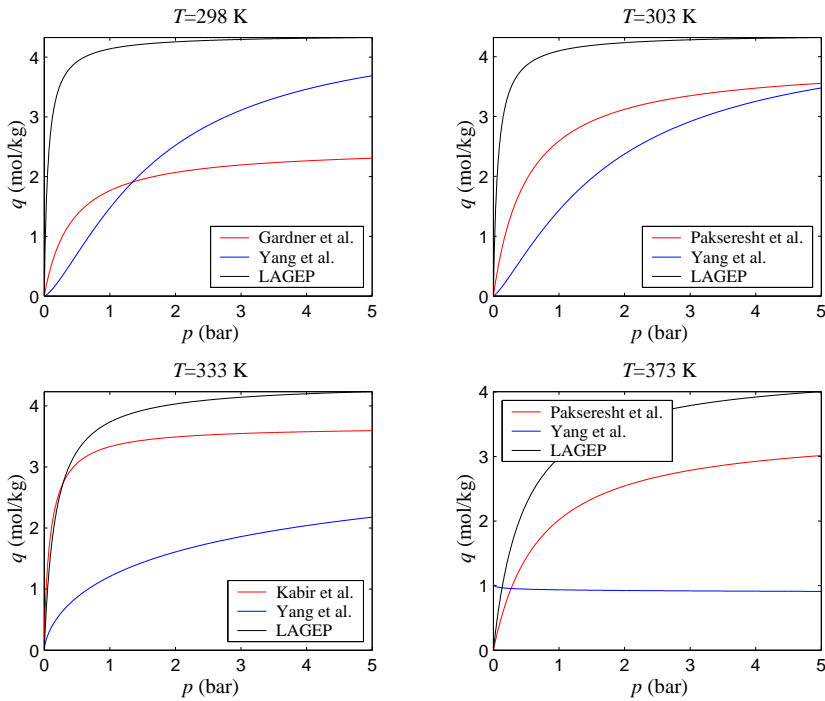 T=298 K
q (mol/kg)
4
3
2
1
0
0 1 2 3 4 5
p (bar)
Gardner et al.
Yang et al.
LAGEP
T=303 K
q (mol/kg)
4
3
2
1
0
0 1 2 3 4 5
p (bar)
Pakseresht et al.
Yang et al.
LAGEP
T=333 K
q (mol/kg)
4
3
2
1
0
0 1 2 3 4 5
p (bar)
Kabir et al.
Yang et al.
LAGEP
T=373 K
q (mol/kg)
4
3
2
1
0
0 1 2 3 4 5
p (bar)
Pakseresht et al.
Yang et al.
LAGEP